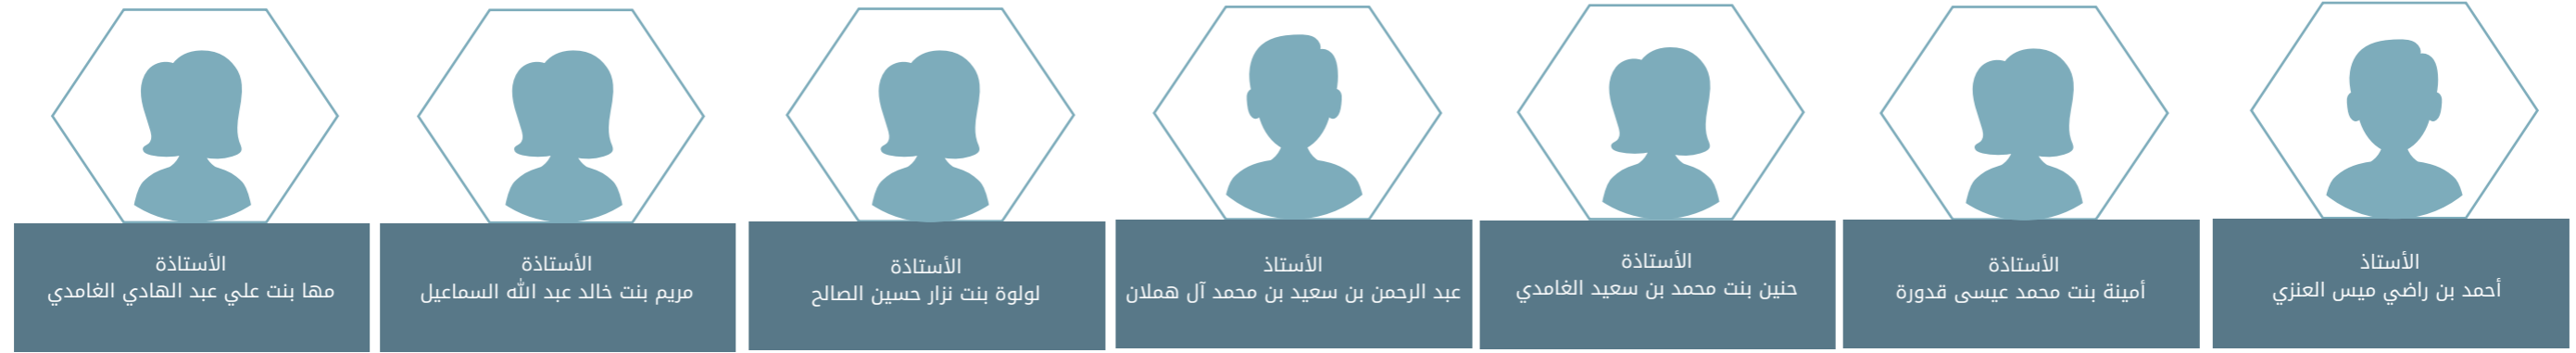 الأستاذ
أحمد بن راضي ميس العنزي
الأستاذة
أمينة بنت محمد عيسى قدورة
الأستاذة
حنين بنت محمد بن سعيد الغامدي
الأستاذ
عبد الرحمن بن سعيد بن محمد آل هملان
الأستاذة
لولوة بنت نزار حسين الصالح
الأستاذة
مريم بنت خالد عبد الله السماعيل
الأستاذة
مها بنت علي عبد الهادي الغامدي